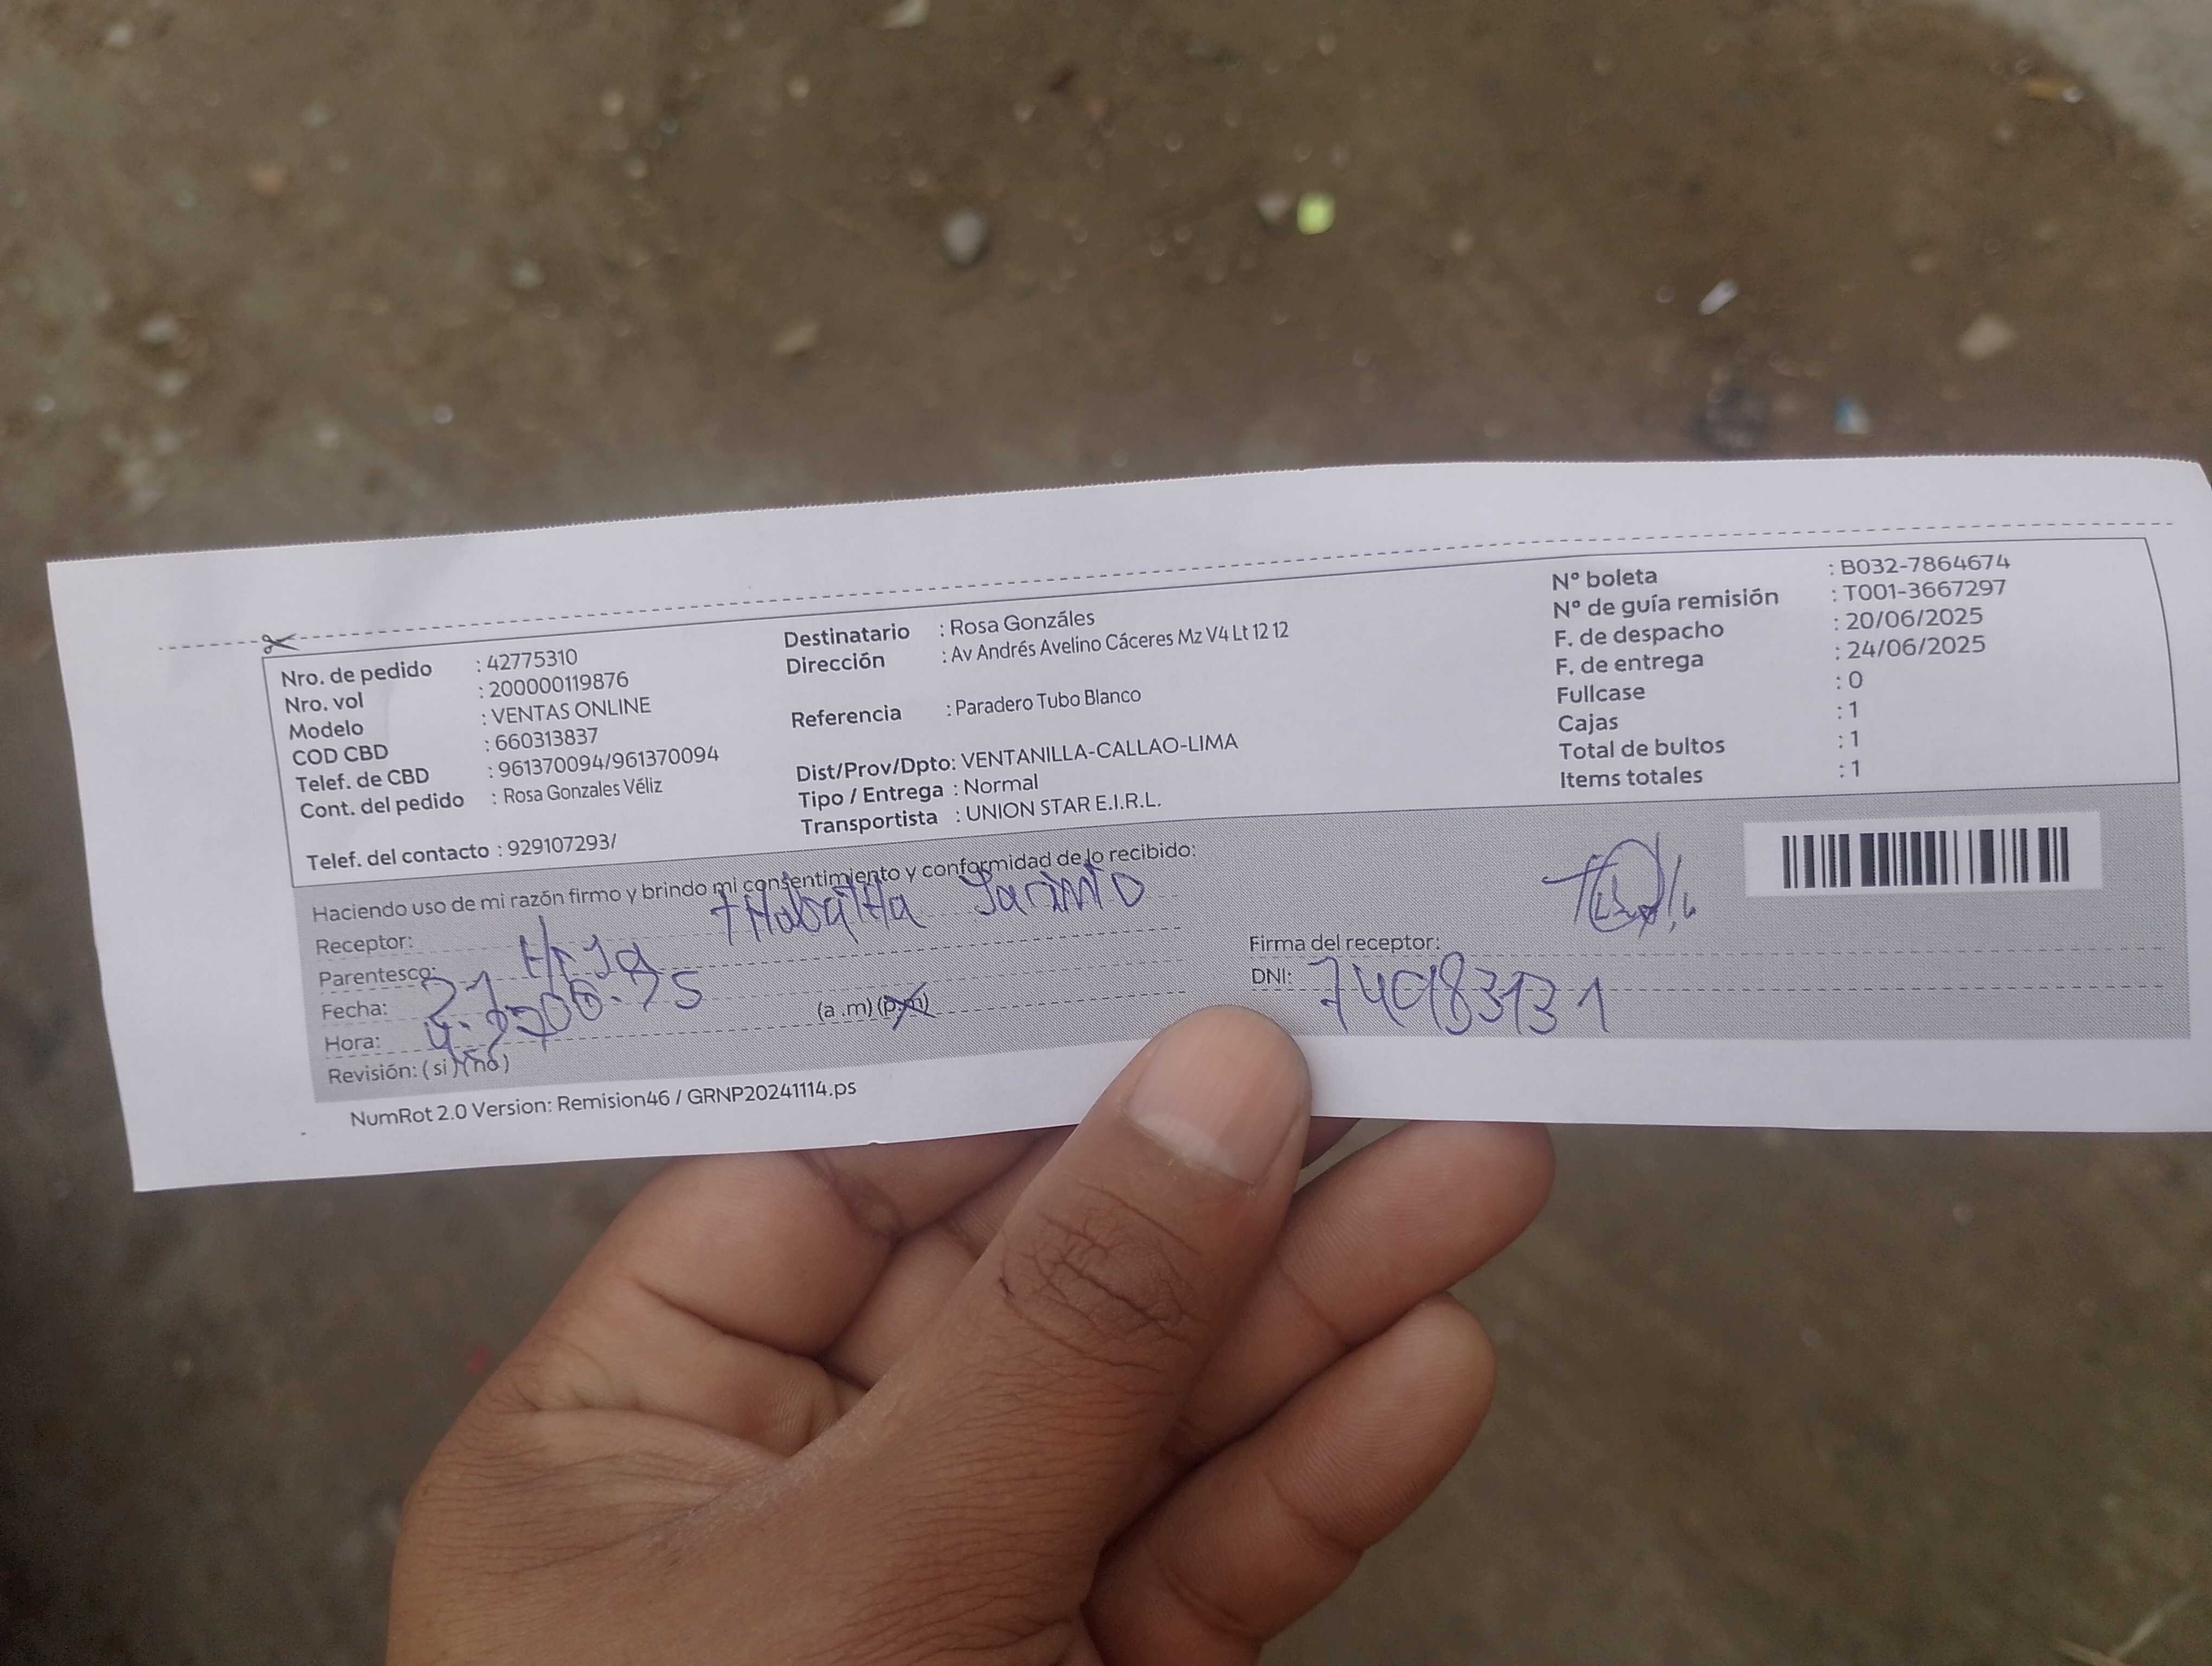 Nro. de pedido : 42775310
Nro. vol : 200000119876
Modelo : VENTAS ONLINE
COD CBD : 660313837
Telef. de CBD : 961370094/961370094
Cont. del pedido : Rosa Gonzales Véliz
Telef. del contacto : 929107293/
Destinatario : Rosa Gonzáles
Dirección : Av Andrés Avelino Cáceres Mz V4 Lt 12 12
Referencia : Paradero Tubo Blanco
Dist/Prov/Dpto: VENTANILLA-CALLAO-LIMA
Tipo / Entrega : Normal
Transportista : UNION STAR E.I.R.L.
Nº boleta : B032-7864674
Nº de guía remisión : T001-3667297
F. de despacho : 20/06/2025
F. de entrega : 24/06/2025
Fullcase : 0
Cajas : 1
Total de bultos : 1
Items totales : 1
Haciendo uso de mi razón firmo y brindo mi consentimiento y conformidad de lo recibido:
Receptor:
Parentesco: Hija
Fecha:
Hora: (a .m) (p.m)
Revisión: ( si ) ( no )
Firma del receptor:
DNI:
NumRot 2.0 Version: Remision46 / GRNP20241114.ps